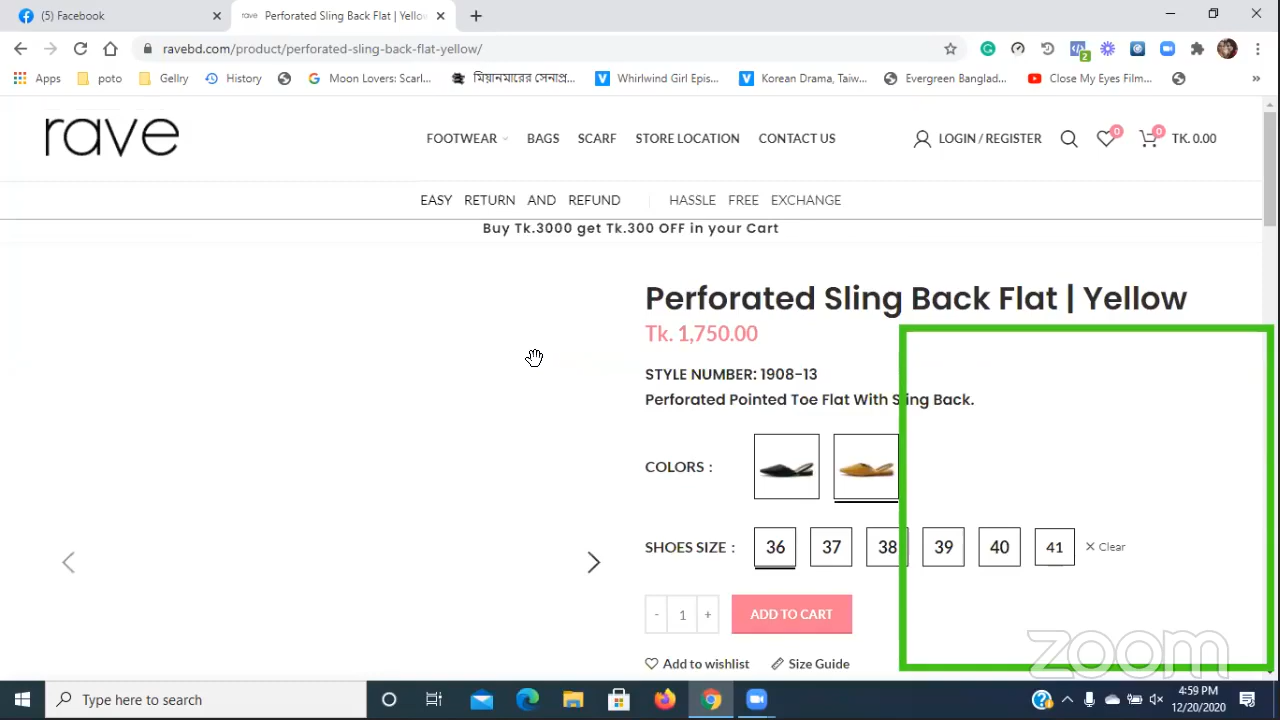 (5) Facebook
rave Perforated Sling Back Flat | Yellow
ravebd.com/product/perforated-sling-back-flat-yellow/
2
Apps poto Gellry History Moon Lovers: Scarl... মিয়ানমারের সেনাপ্র... Whirlwind Girl Epis... Korean Drama, Taiw... Evergreen Banglad... Close My Eyes Film... »
rave
FOOTWEAR BAGS SCARF STORE LOCATION CONTACT US LOGIN / REGISTER 0 0 TK. 0.00
EASY RETURN AND REFUND HASSLE FREE EXCHANGE
Buy Tk.3000 get Tk.300 OFF in your Cart
Perforated Sling Back Flat | Yellow
Tk. 1,750.00
STYLE NUMBER: 1908-13
Perforated Pointed Toe Flat With Sling Back.
COLORS :
SHOES SIZE : 36 37 38 39 40 41 × Clear
- 1 + ADD TO CART
Add to wishlist Size Guide
zoom
Type here to search
4:59 PM
12/20/2020